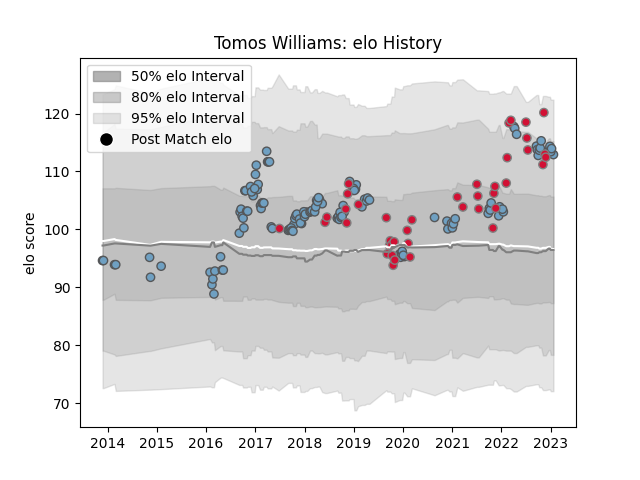 Tomos Williams: elo History
50% elo Interval
80% elo Interval
95% elo Interval
Post Match elo
elo score
120
110
100
90
80
70
2014 2015 2016 2017 2018 2019 2020 2021 2022 2023